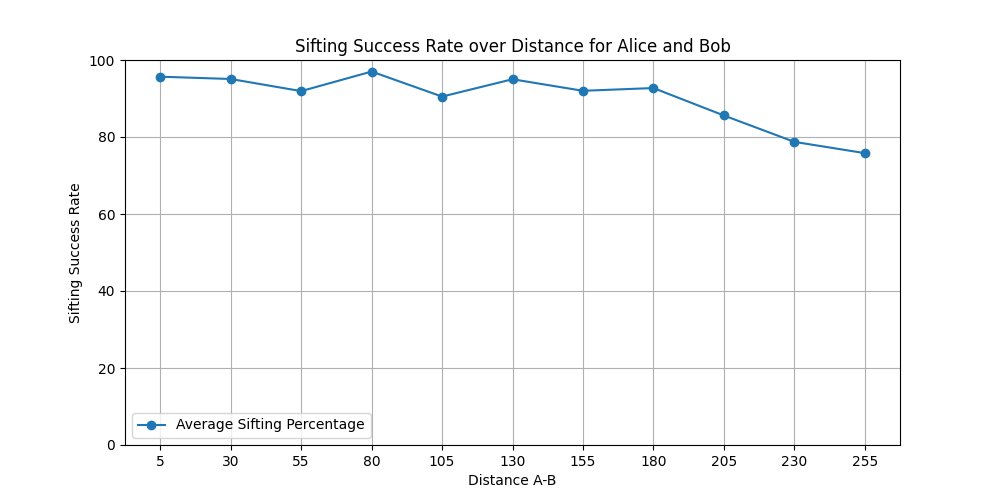 Sifting Success Rate over Distance for Alice and Bob
100
80
60
40
20
0
Sifting Success Rate
Average Sifting Percentage
5 30 55 80 105 130 155 180 205 230 255
Distance A-B